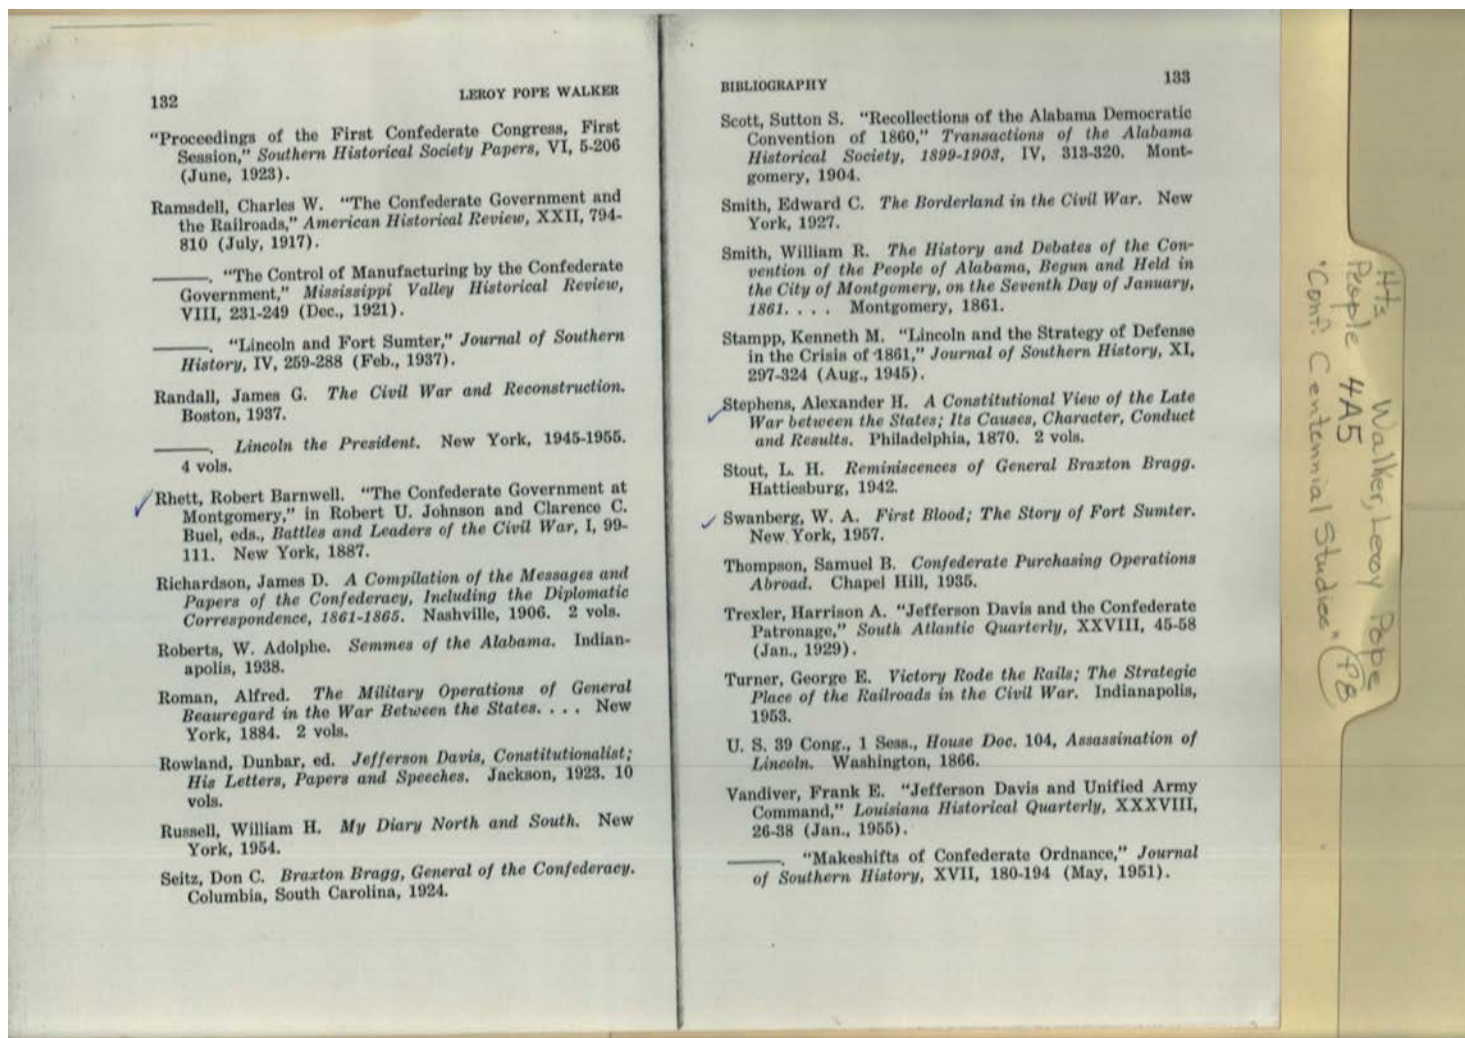 132 LEROY POPE WALKER
"Proceedings of the First Confederate Congress, First
Session," Southern Historical Society Papers, VI, 5-206
(June, 1923).
Ramsdell, Charles W. "The Confederate Government and
the Railroads," American Historical Review, XXII, 794-
810 (July, 1917).
———. "The Control of Manufacturing by the Confederate
Government," Mississippi Valley Historical Review,
VIII, 231-249 (Dec., 1921).
———. "Lincoln and Fort Sumter," Journal of Southern
History, IV, 259-288 (Feb., 1937).
Randall, James G. The Civil War and Reconstruction.
Boston, 1937.
———. Lincoln the President. New York, 1945-1955.
4 vols.
Rhett, Robert Barnwell. "The Confederate Government at
Montgomery," in Robert U. Johnson and Clarence C.
Buel, eds., Battles and Leaders of the Civil War, I, 99-
111. New York, 1887.
Richardson, James D. A Compilation of the Messages and
Papers of the Confederacy, Including the Diplomatic
Correspondence, 1861-1865. Nashville, 1906. 2 vols.
Roberts, W. Adolphe. Semmes of the Alabama. Indian-
apolis, 1938.
Roman, Alfred. The Military Operations of General
Beauregard in the War Between the States. . . . New
York, 1884. 2 vols.
Rowland, Dunbar, ed. Jefferson Davis, Constitutionalist;
His Letters, Papers and Speeches. Jackson, 1923. 10
vols.
Russell, William H. My Diary North and South. New
York, 1954.
Seitz, Don C. Braxton Bragg, General of the Confederacy.
Columbia, South Carolina, 1924.
BIBLIOGRAPHY 133
Scott, Sutton S. "Recollections of the Alabama Democratic
Convention of 1860," Transactions of the Alabama
Historical Society, 1899-1903, IV, 313-320. Mont-
gomery, 1904.
Smith, Edward C. The Borderland in the Civil War. New
York, 1927.
Smith, William R. The History and Debates of the Con-
vention of the People of Alabama, Begun and Held in
the City of Montgomery, on the Seventh Day of January,
1861. . . . Montgomery, 1861.
Stampp, Kenneth M. "Lincoln and the Strategy of Defense
in the Crisis of 1861," Journal of Southern History, XI,
297-324 (Aug., 1945).
Stephens, Alexander H. A Constitutional View of the Late
War between the States; Its Causes, Character, Conduct
and Results. Philadelphia, 1870. 2 vols.
Stout, L. H. Reminiscences of General Braxton Bragg.
Hattiesburg, 1942.
Swanberg, W. A. First Blood; The Story of Fort Sumter.
New York, 1957.
Thompson, Samuel B. Confederate Purchasing Operations
Abroad. Chapel Hill, 1935.
Trexler, Harrison A. "Jefferson Davis and the Confederate
Patronage," South Atlantic Quarterly, XXVIII, 45-58
(Jan., 1929).
Turner, George E. Victory Rode the Rails; The Strategic
Place of the Railroads in the Civil War. Indianapolis,
1953.
U. S. 39 Cong., 1 Sess., House Doc. 104, Assassination of
Lincoln. Washington, 1866.
Vandiver, Frank E. "Jefferson Davis and Unified Army
Command," Louisiana Historical Quarterly, XXXVIII,
26-38 (Jan., 1955).
———. "Makeshifts of Confederate Ordnance," Journal
of Southern History, XVII, 180-194 (May, 1951).
Walker, Leroy Pope
People 4A5
"Conf. Centennial Studies"